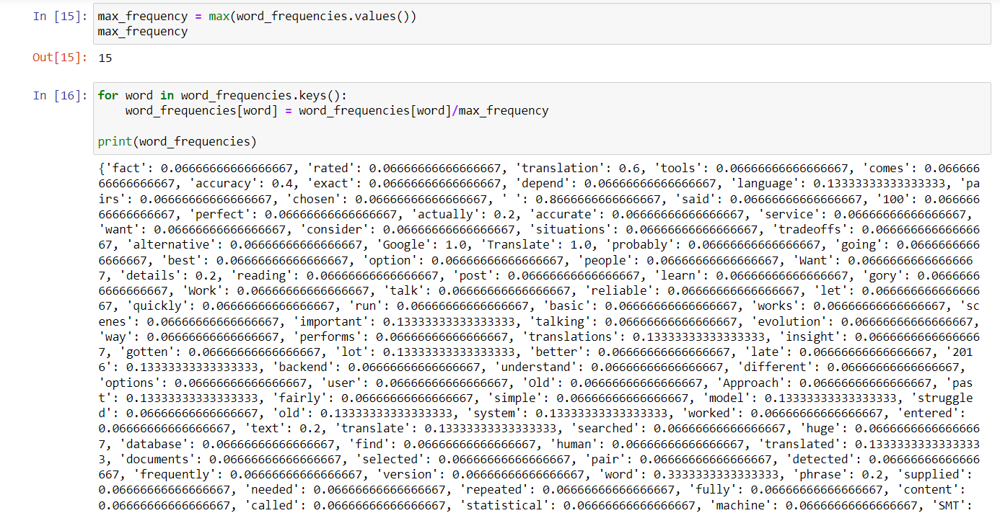 In [15]: max_frequency = max(word_frequencies.values())
max_frequency
Out[15]: 15
In [16]: for word in word_frequencies.keys():
    word_frequencies[word] = word_frequencies[word]/max_frequency
print(word_frequencies)
{'fact': 0.06666666666666667, 'rated': 0.06666666666666667, 'translation': 0.6, 'tools': 0.06666666666666667, 'comes': 0.066666
66666666667, 'accuracy': 0.4, 'exact': 0.06666666666666667, 'depend': 0.06666666666666667, 'language': 0.13333333333333333, 'pa
irs': 0.06666666666666667, 'chosen': 0.06666666666666667, ' ': 0.8666666666666667, 'said': 0.06666666666666667, '100': 0.06666
666666666667, 'perfect': 0.06666666666666667, 'actually': 0.2, 'accurate': 0.06666666666666667, 'service': 0.06666666666666667,
'want': 0.06666666666666667, 'consider': 0.06666666666666667, 'situations': 0.06666666666666667, 'tradeoffs': 0.066666666666666
67, 'alternative': 0.06666666666666667, 'Google': 1.0, 'Translate': 1.0, 'probably': 0.06666666666666667, 'going': 0.0666666666
6666667, 'best': 0.06666666666666667, 'option': 0.06666666666666667, 'people': 0.06666666666666667, 'Want': 0.0666666666666666
7, 'details': 0.2, 'reading': 0.06666666666666667, 'post': 0.06666666666666667, 'learn': 0.06666666666666667, 'gory': 0.0666666
6666666667, 'Work': 0.06666666666666667, 'talk': 0.06666666666666667, 'reliable': 0.06666666666666667, 'let': 0.066666666666666
67, 'quickly': 0.06666666666666667, 'run': 0.06666666666666667, 'basic': 0.06666666666666667, 'works': 0.06666666666666667, 'sc
enes': 0.06666666666666667, 'important': 0.13333333333333333, 'talking': 0.06666666666666667, 'evolution': 0.06666666666666667,
'way': 0.06666666666666667, 'performs': 0.06666666666666667, 'translations': 0.13333333333333333, 'insight': 0.0666666666666666
7, 'gotten': 0.06666666666666667, 'lot': 0.13333333333333333, 'better': 0.06666666666666667, 'late': 0.06666666666666667, '201
6': 0.13333333333333333, 'backend': 0.06666666666666667, 'understand': 0.06666666666666667, 'different': 0.06666666666666667,
'options': 0.06666666666666667, 'user': 0.06666666666666667, 'Old': 0.06666666666666667, 'Approach': 0.06666666666666667, 'pas
t': 0.13333333333333333, 'fairly': 0.06666666666666667, 'simple': 0.06666666666666667, 'model': 0.13333333333333333, 'struggle
d': 0.06666666666666667, 'old': 0.13333333333333333, 'system': 0.13333333333333333, 'worked': 0.06666666666666667, 'entered':
0.06666666666666667, 'text': 0.2, 'translate': 0.13333333333333333, 'searched': 0.06666666666666667, 'huge': 0.0666666666666666
7, 'database': 0.06666666666666667, 'find': 0.06666666666666667, 'human': 0.06666666666666667, 'translated': 0.1333333333333333
3, 'documents': 0.06666666666666667, 'selected': 0.06666666666666667, 'pair': 0.06666666666666667, 'detected': 0.06666666666666
667, 'frequently': 0.06666666666666667, 'version': 0.06666666666666667, 'word': 0.3333333333333333, 'phrase': 0.2, 'supplied':
0.06666666666666667, 'needed': 0.06666666666666667, 'repeated': 0.06666666666666667, 'fully': 0.06666666666666667, 'content':
0.06666666666666667, 'called': 0.06666666666666667, 'statistical': 0.06666666666666667, 'machine': 0.06666666666666667, 'SMT':